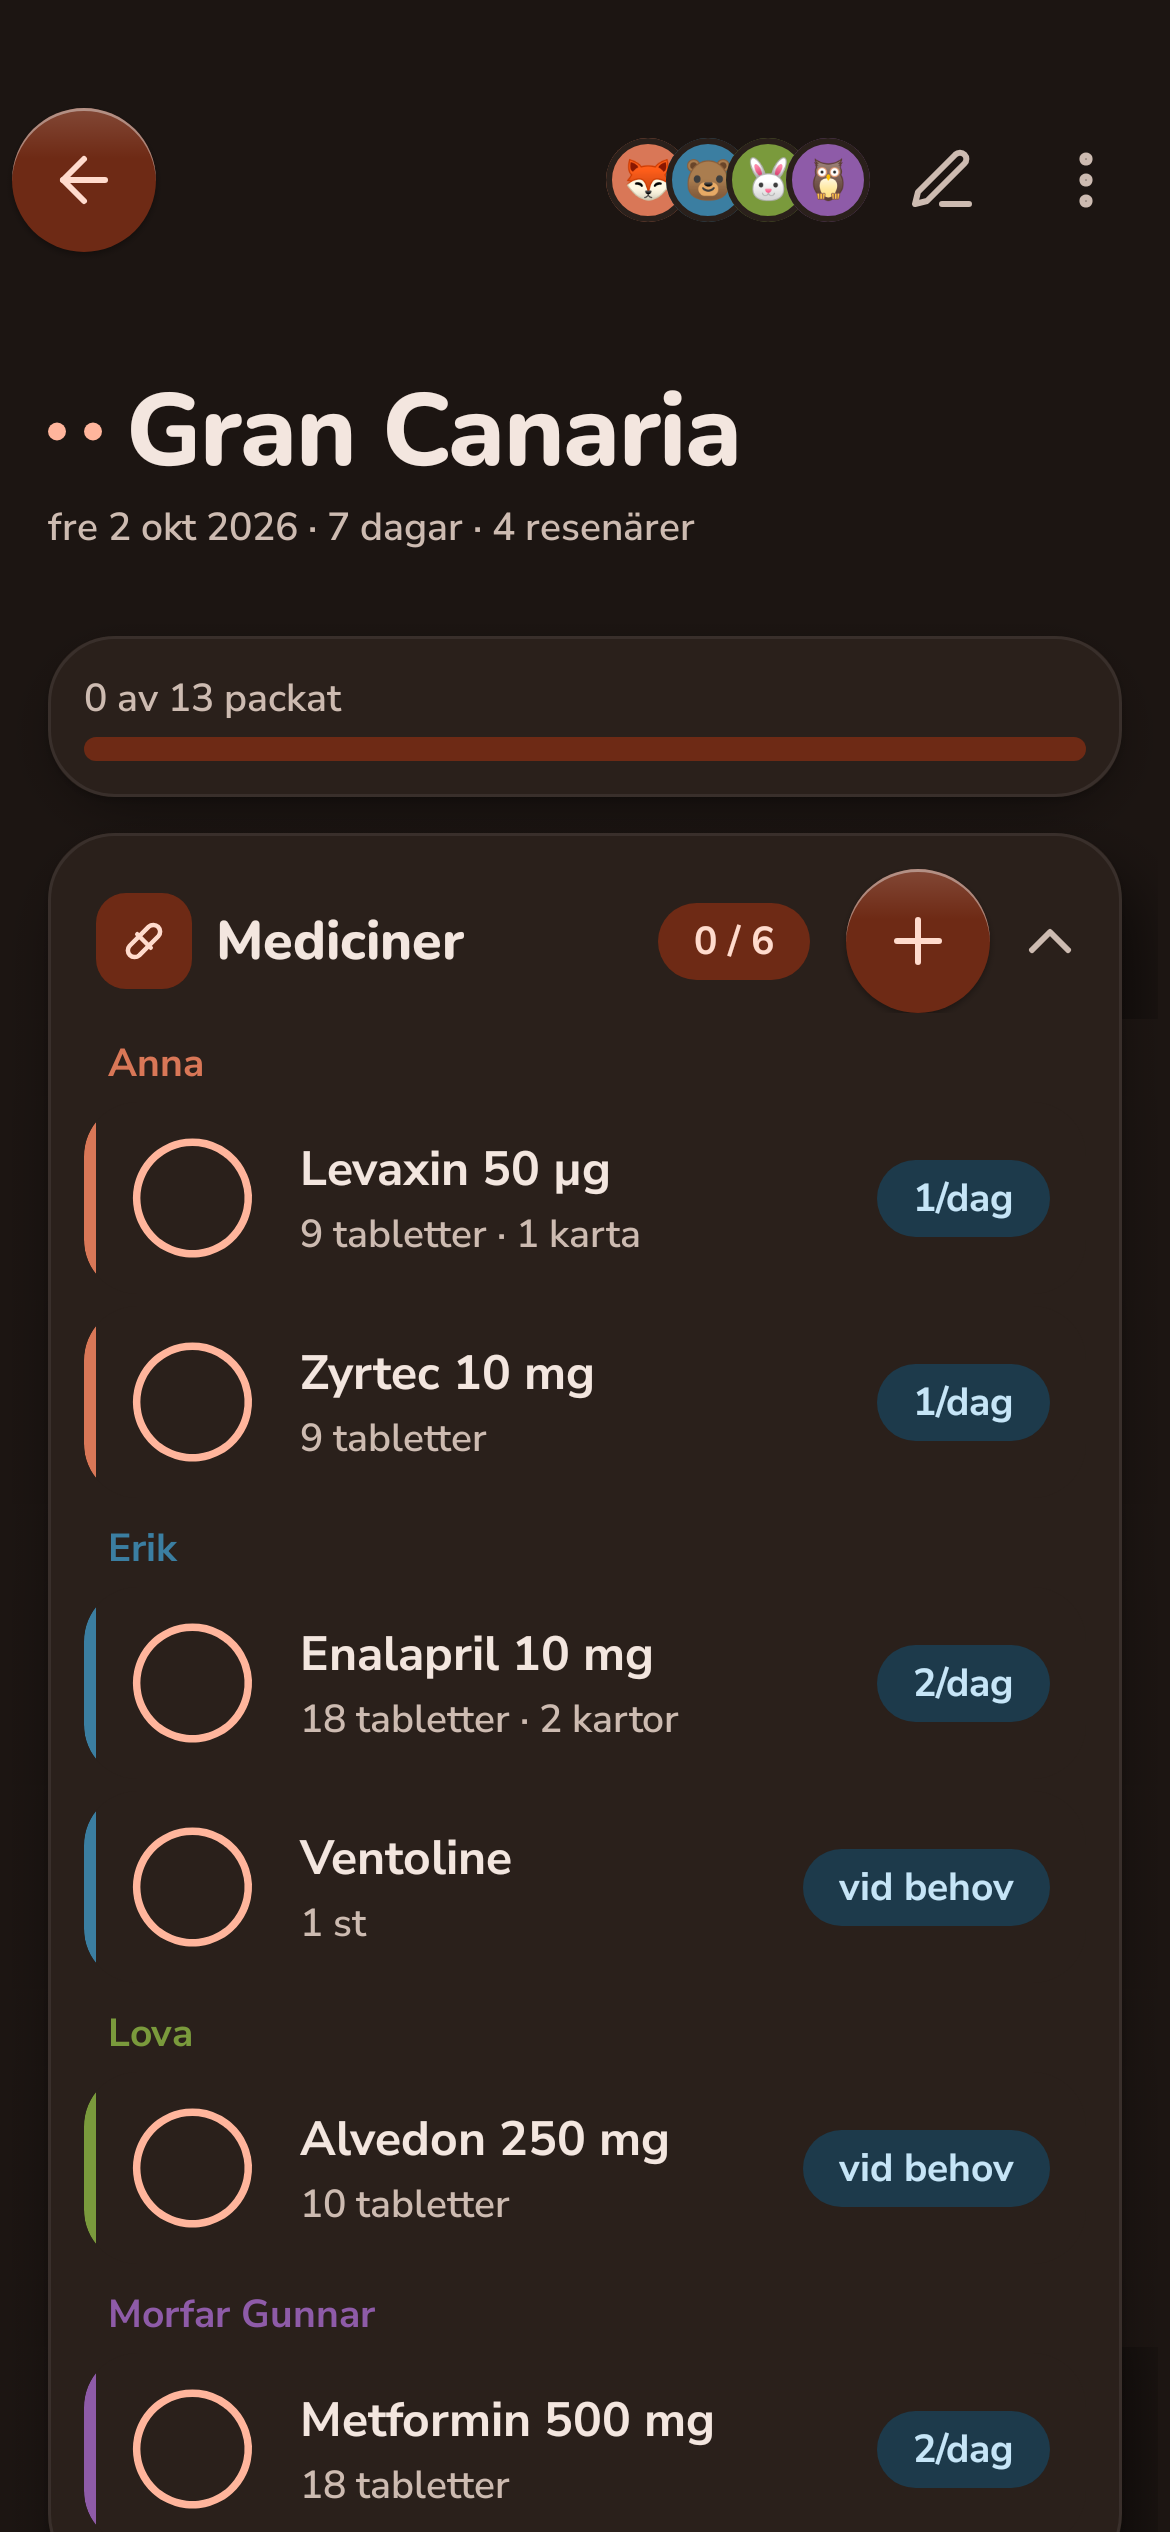 Gran Canaria
fre 2 okt 2026 · 7 dagar · 4 resenärer
0 av 13 packat
Mediciner
0 / 6
Anna
Levaxin 50 µg
1/dag
9 tabletter · 1 karta
Zyrtec 10 mg
1/dag
9 tabletter
Erik
Enalapril 10 mg
2/dag
18 tabletter · 2 kartor
Ventoline
vid behov
1 st
Lova
Alvedon 250 mg
vid behov
10 tabletter
Morfar Gunnar
Metformin 500 mg
2/dag
18 tabletter